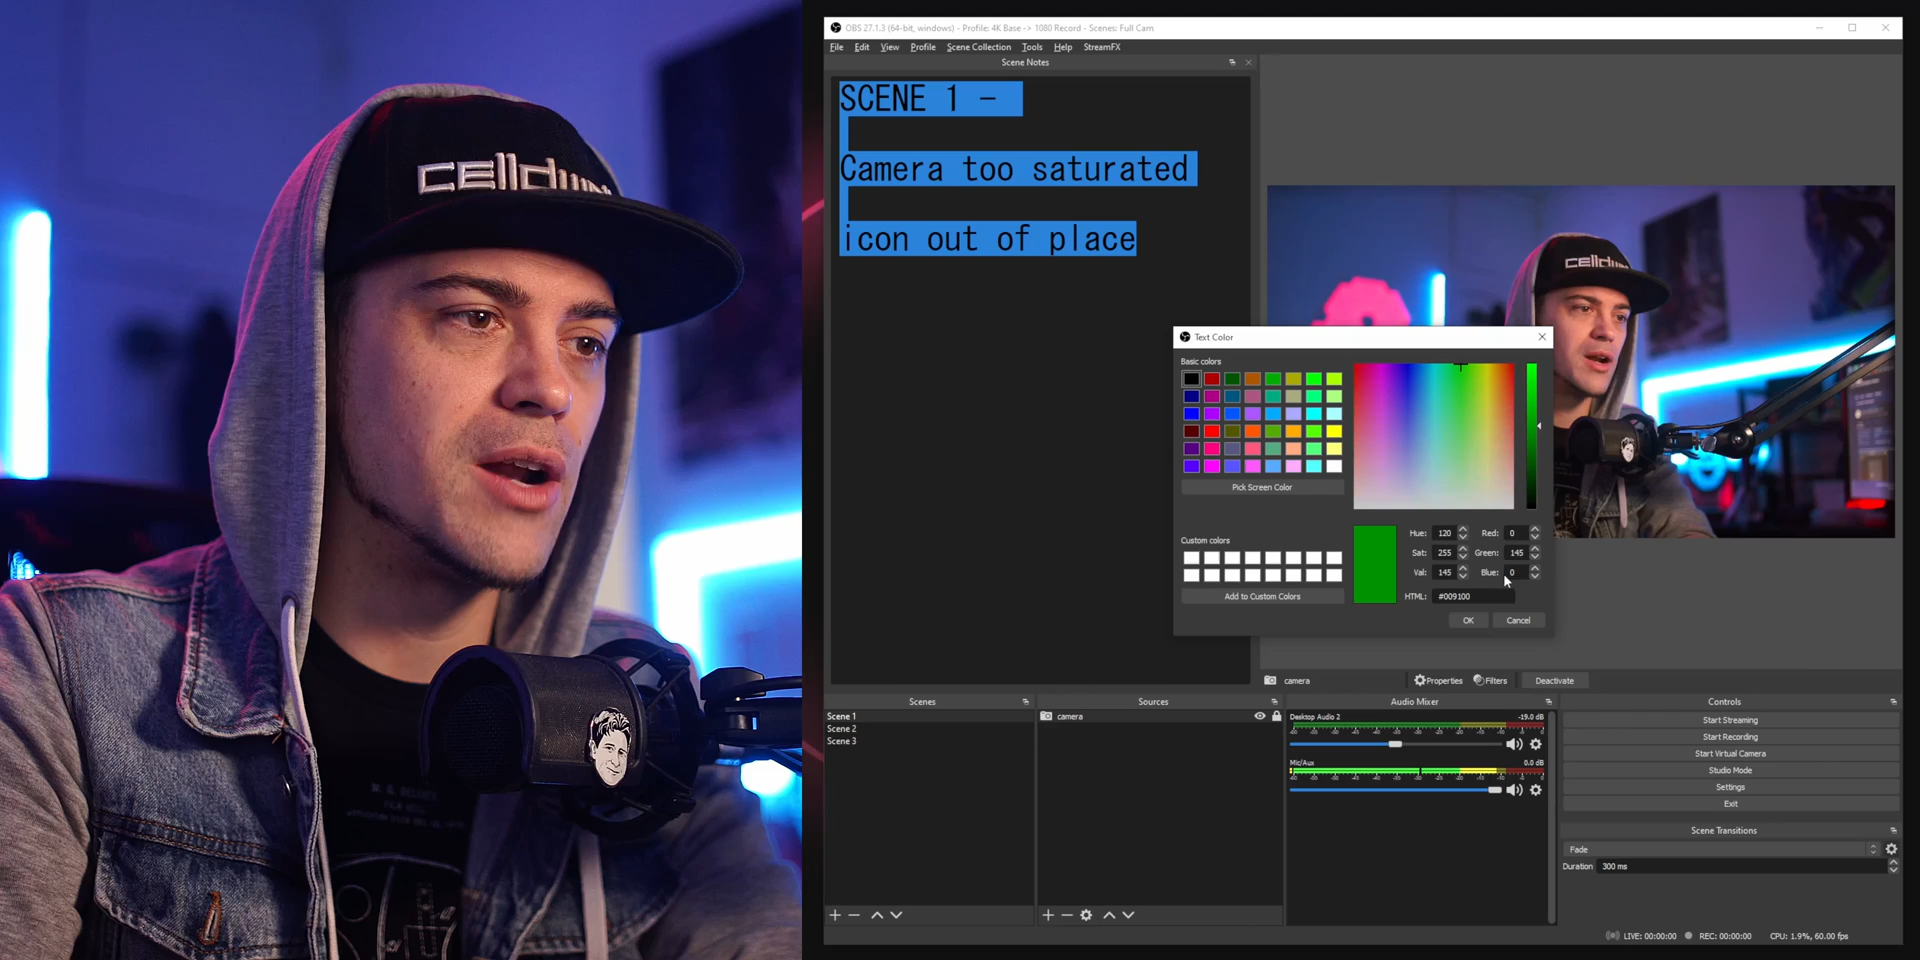 celldwn
SCENE 1 -
Camera too saturated
icon out of place
OBS 27.1.3 (64-bit, windows) - Profile: 4K Base -> 1080 Record - Scenes: Full Cam
File Edit View Profile Scene Collection Tools Help StreamFX
Scene Notes
celldwn
Text Color
Basic colors
Pick Screen Color
Custom colors
Add to Custom Colors
Hue: 120 Red: 0
Sat: 255 Green: 145
Val: 145 Blue: 0
HTML: #009100
OK Cancel
camera Properties Filters Deactivate
Scenes
Scene 1
Scene 2
Scene 3
Sources
camera
Audio Mixer
Desktop Audio 2 -19.0 dB
Mic/Aux 0.0 dB
Controls
Start Streaming
Start Recording
Start Virtual Camera
Studio Mode
Settings
Exit
Scene Transitions
Fade
Duration 300 ms
LIVE: 00:00:00 REC: 00:00:00 CPU: 1.9%, 60.00 fps